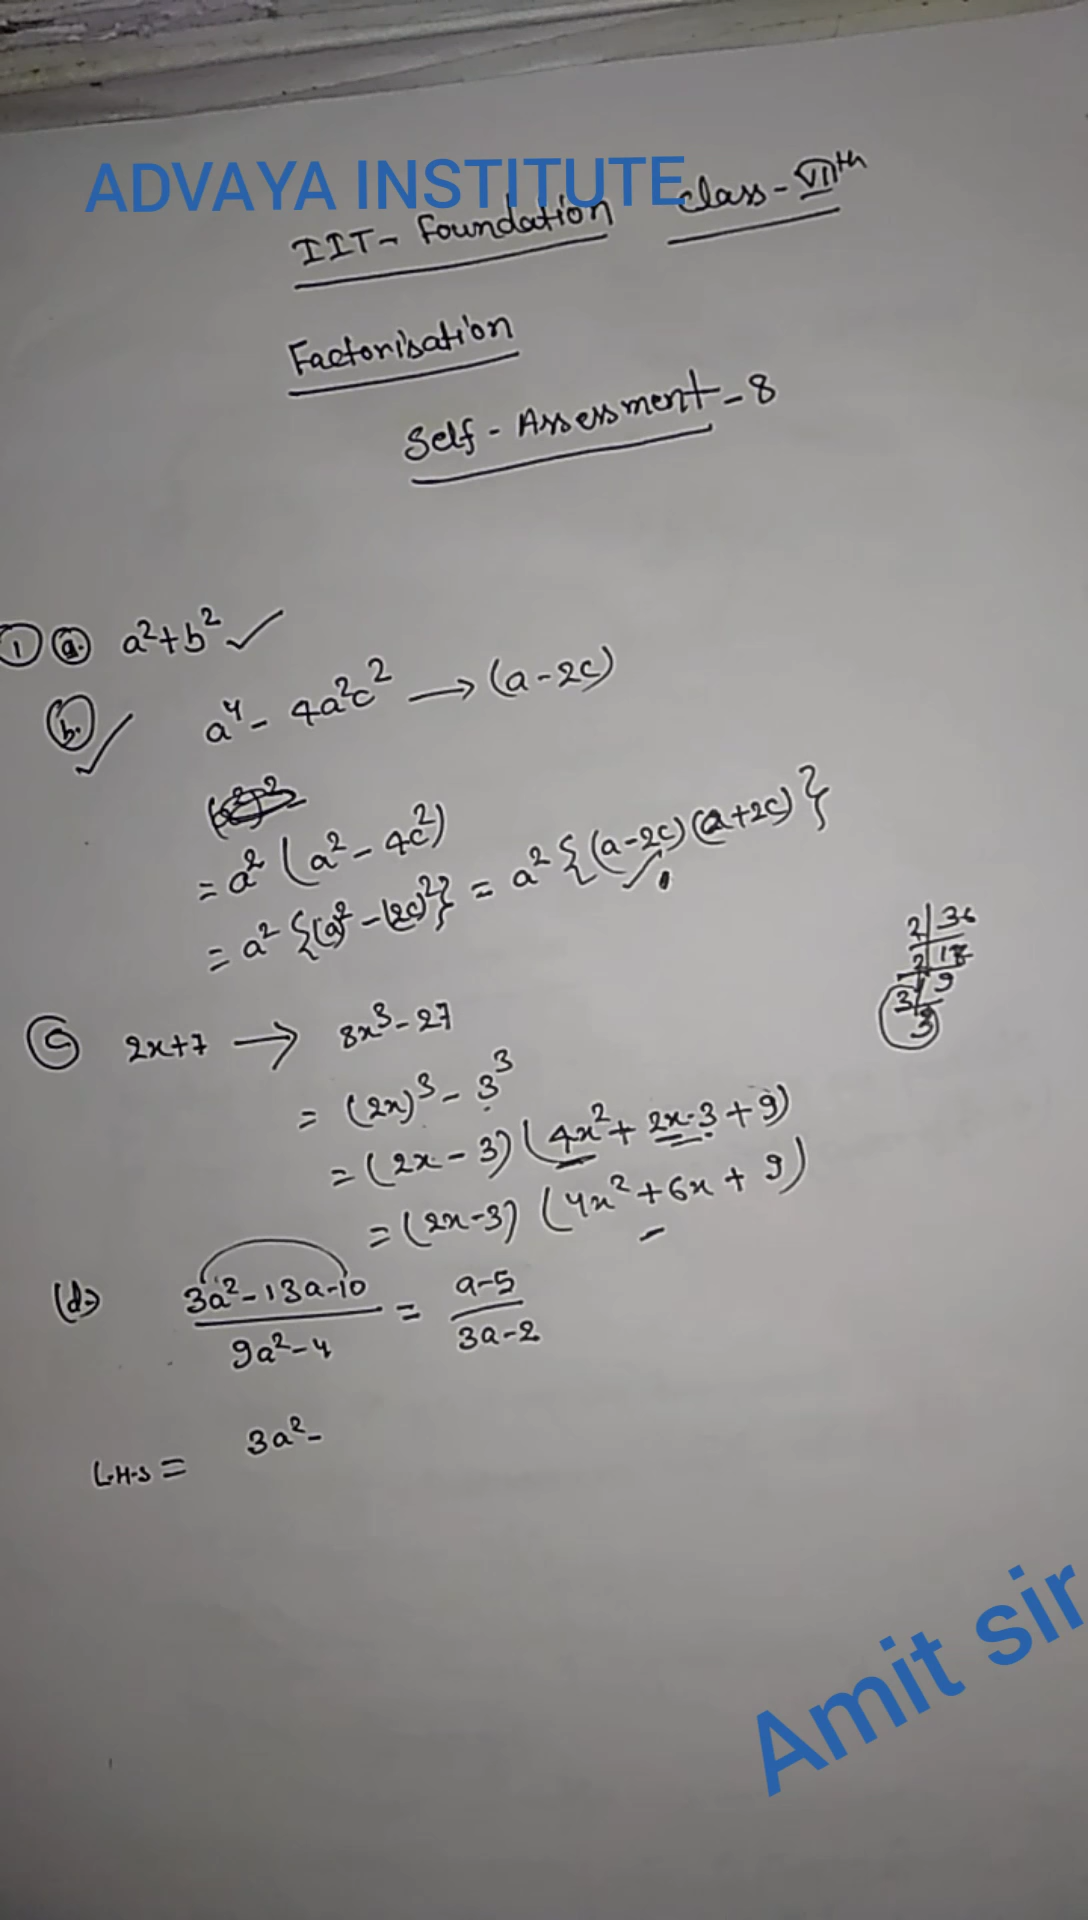 ADVAYA INSTITUTE
IIT- Foundation class-VIIth
Factorisation
Self-Assessment-8
① ⓐ. a²+b² ✓
ⓑ. ✓ a⁴- 4a²c² → (a-2c)
= a² (a²-4c²)
= a² {(a)²-(2c)²} = a² {(a-2c)(a+2c)}
2|36
2|18
3|9
3
ⓒ 2x+7 → 8x³-27
= (2x)³- 3³
= (2x-3)(4x²+ 2x·3+9)
= (2x-3) (4x²+6x+9)
(d.) 3a²-13a-10 / 9a²-4 = a-5 / 3a-2
L.H.S = 3a²-
Amit sir